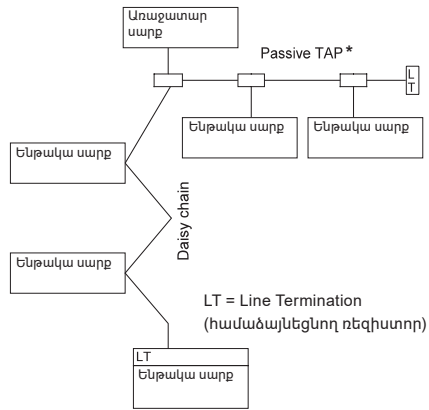 Առաջատար
սարք
Passive TAP*
L
T
Ենթակա սարք
Ենթակա սարք
Ենթակա սարք
Daisy chain
Ենթակա սարք
LT = Line Termination
(համաձայնեցնող ռեզիստոր)
LT
Ենթակա սարք